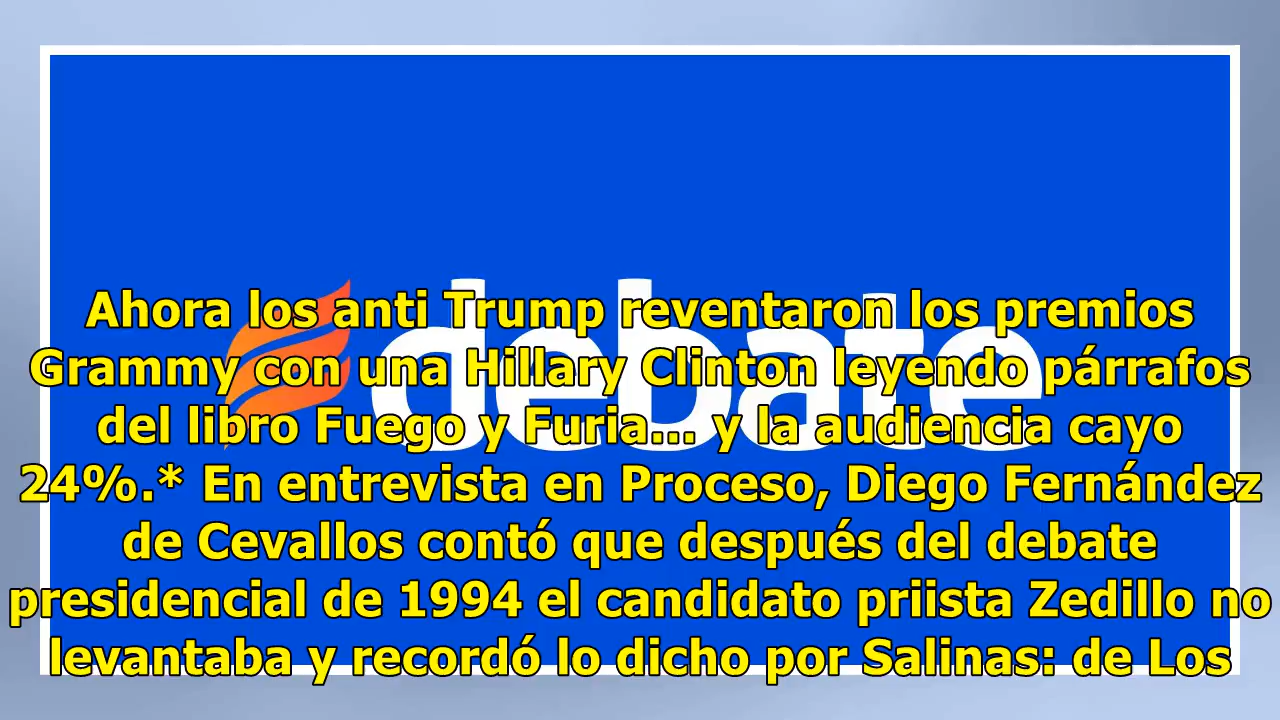 debate
Ahora los anti Trump reventaron los premios
Grammy con una Hillary Clinton leyendo párrafos
del libro Fuego y Furia... y la audiencia cayo
24%.* En entrevista en Proceso, Diego Fernández
de Cevallos contó que después del debate
presidencial de 1994 el candidato priista Zedillo no
levantaba y recordó lo dicho por Salinas: de Los